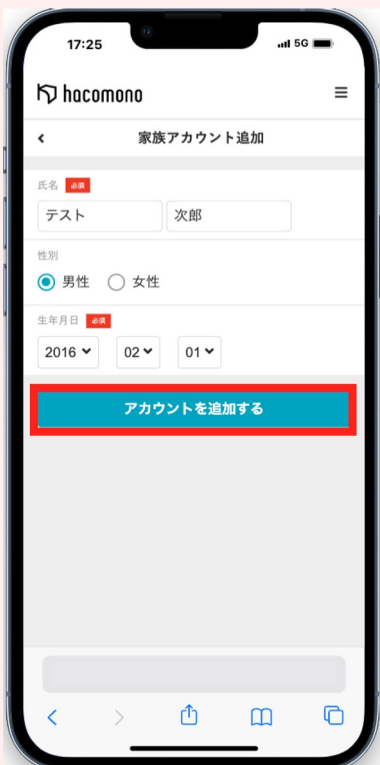 17:25
5G
hacomono
家族アカウント追加
氏名 必須
テスト 次郎
性別
男性 女性
生年月日 必須
2016 02 01
アカウントを追加する